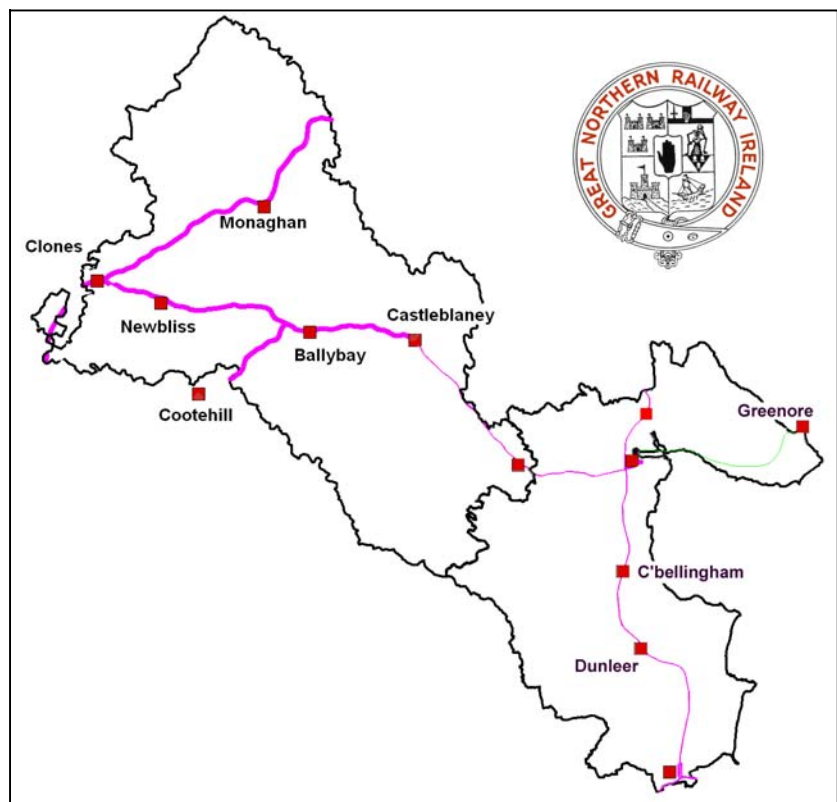 GREAT NORTHERN RAILWAY IRELAND
Monaghan
Clones
Newbliss
Castleblaney
Ballybay
Cootehill
Greenore
C'bellingham
Dunleer